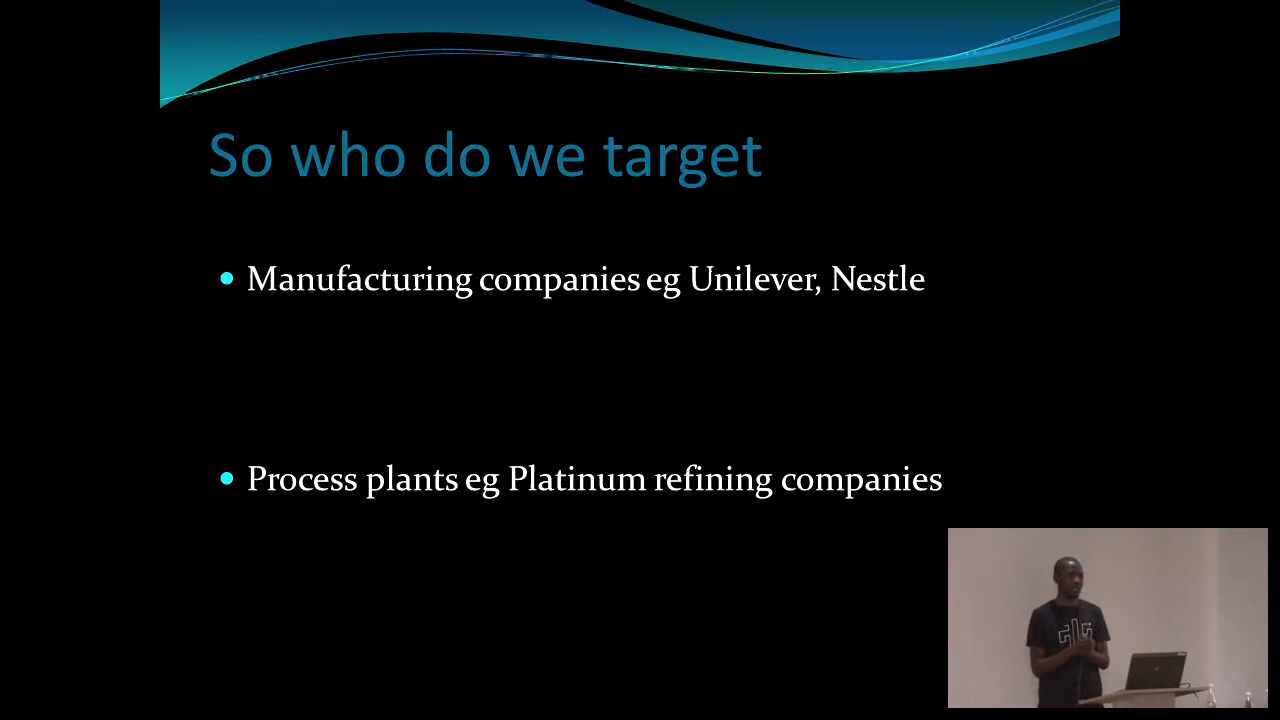 So who do we target
Manufacturing companies eg Unilever, Nestle
Process plants eg Platinum refining companies